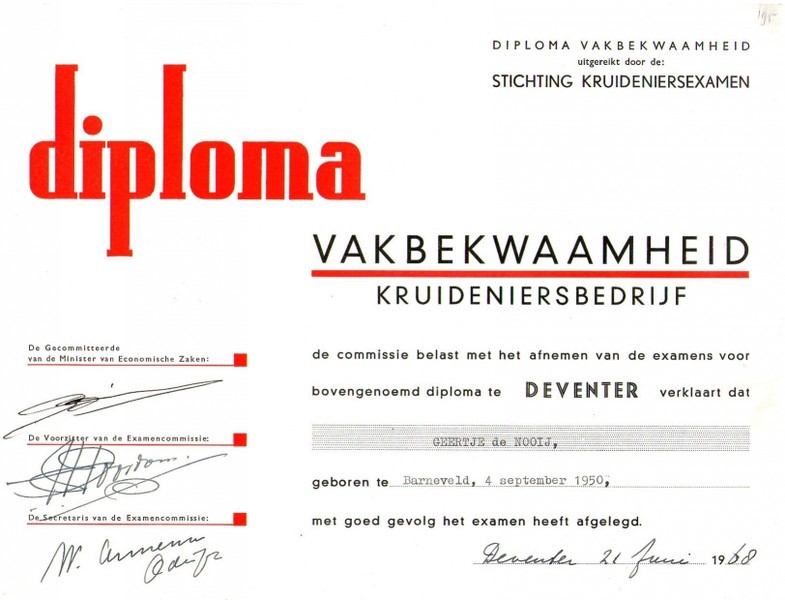 DIPLOMA VAKBEKWAAMHEID
uitgereikt door de:
STICHTING KRUIDENIERSEXAMEN
diploma
VAKBEKWAAMHEID
KRUIDENIERSBEDRIJF
De Gecommitteerde
van de Minister van Economische Zaken:
De Voorzitter van de Examencommissie:
De Secretaris van de Examencommissie:
de commissie belast met het afnemen van de examens voor
bovengenoemd diploma te DEVENTER verklaart dat
GEERTJE de NOOIJ,
geboren te Barneveld, 4 september 1950,
met goed gevolg het examen heeft afgelegd.
Deventer 21 Juni 1968